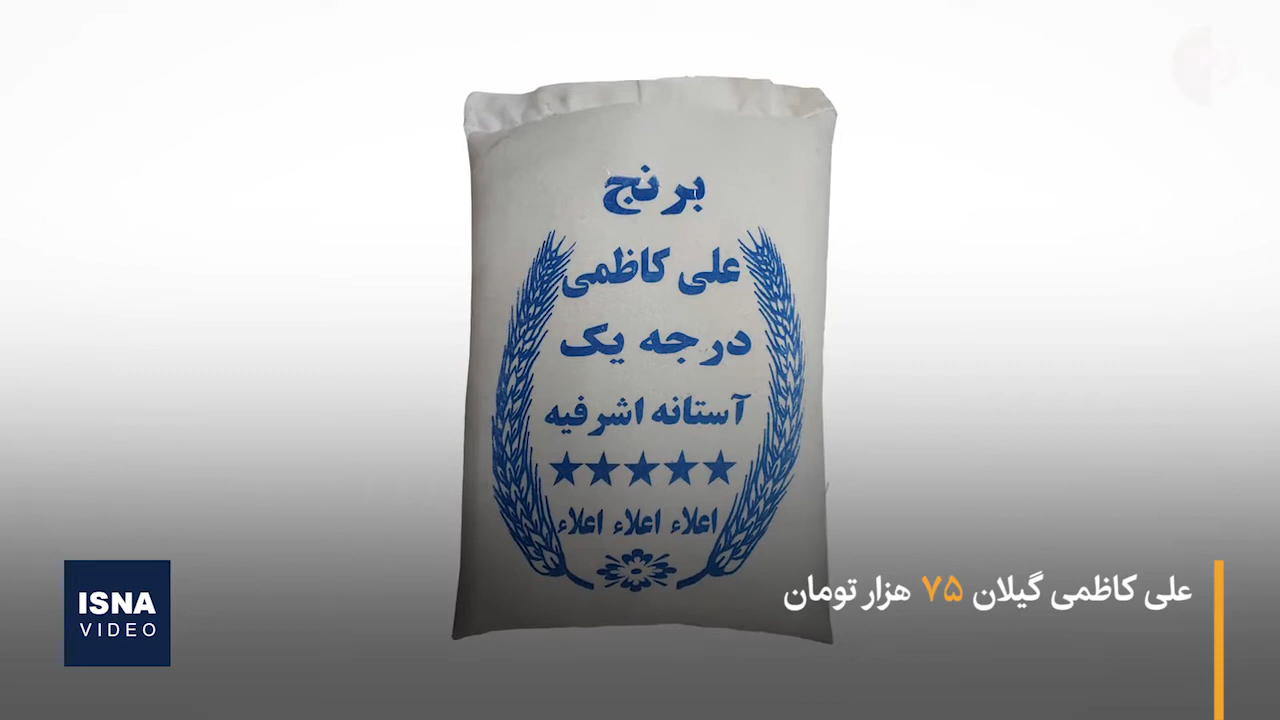 برنج
علی کاظمی
درجه یک
آستانه اشرفیه
اعلاء اعلاء اعلاء
علی کاظمی گیلان ۷۵ هزار تومان
ISNA
VIDEO